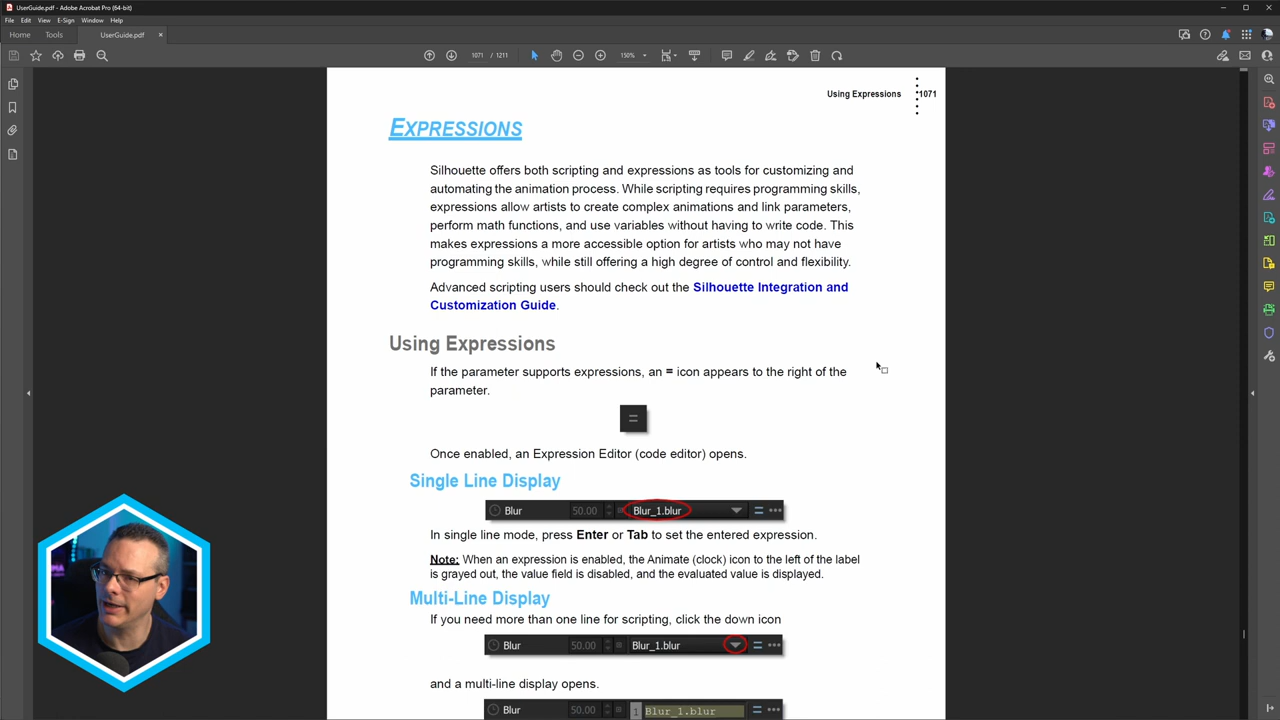 UserGuide.pdf - Adobe Acrobat Pro (64-bit)
File Edit View E-Sign Window Help
Home Tools UserGuide.pdf ×
1071 / 1211 150%
Using Expressions 1071
EXPRESSIONS
Silhouette offers both scripting and expressions as tools for customizing and
automating the animation process. While scripting requires programming skills,
expressions allow artists to create complex animations and link parameters,
perform math functions, and use variables without having to write code. This
makes expressions a more accessible option for artists who may not have
programming skills, while still offering a high degree of control and flexibility.
Advanced scripting users should check out the Silhouette Integration and
Customization Guide.
Using Expressions
If the parameter supports expressions, an = icon appears to the right of the
parameter.
=
Once enabled, an Expression Editor (code editor) opens.
Single Line Display
Blur 50.00 Blur_1.blur =
In single line mode, press Enter or Tab to set the entered expression.
Note: When an expression is enabled, the Animate (clock) icon to the left of the label
is grayed out, the value field is disabled, and the evaluated value is displayed.
Multi-Line Display
If you need more than one line for scripting, click the down icon
Blur 50.00 Blur_1.blur =
and a multi-line display opens.
Blur 50.00 1 Blur_1.blur =